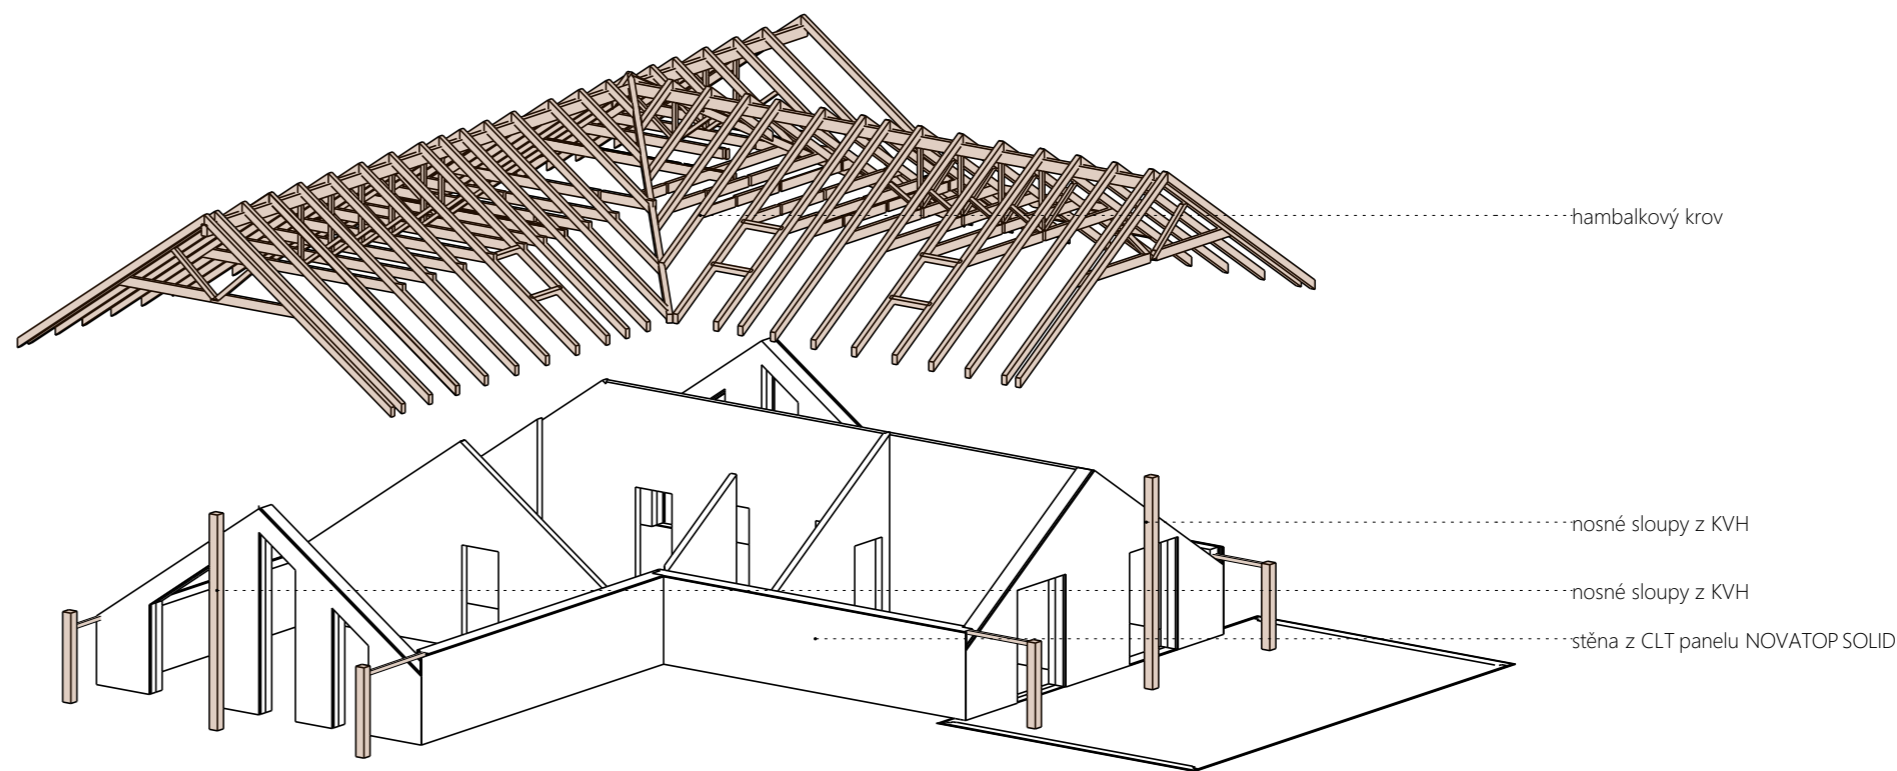 hambalkový krov
nosné sloupy z KVH
nosné sloupy z KVH
stěna z CLT panelu NOVATOP SOLID